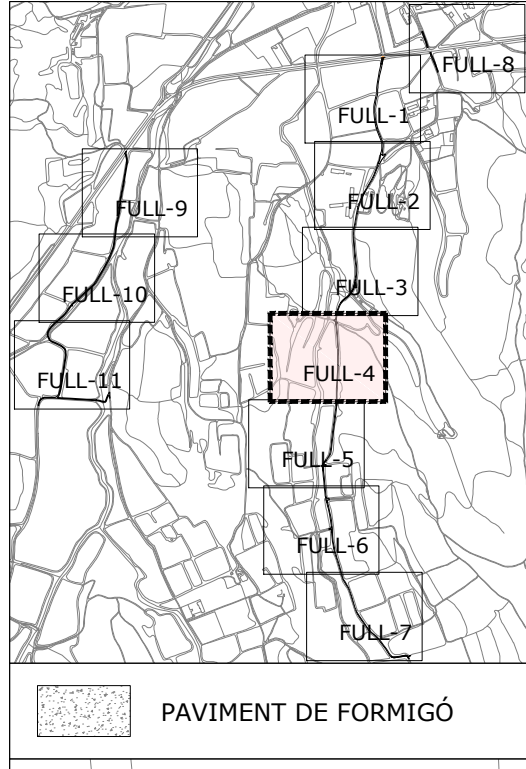 FULL-8
FULL-1
FULL-2
FULL-9
FULL-3
FULL-10
FULL-4
FULL-11
FULL-5
FULL-6
FULL-7
PAVIMENT DE FORMIGÓ